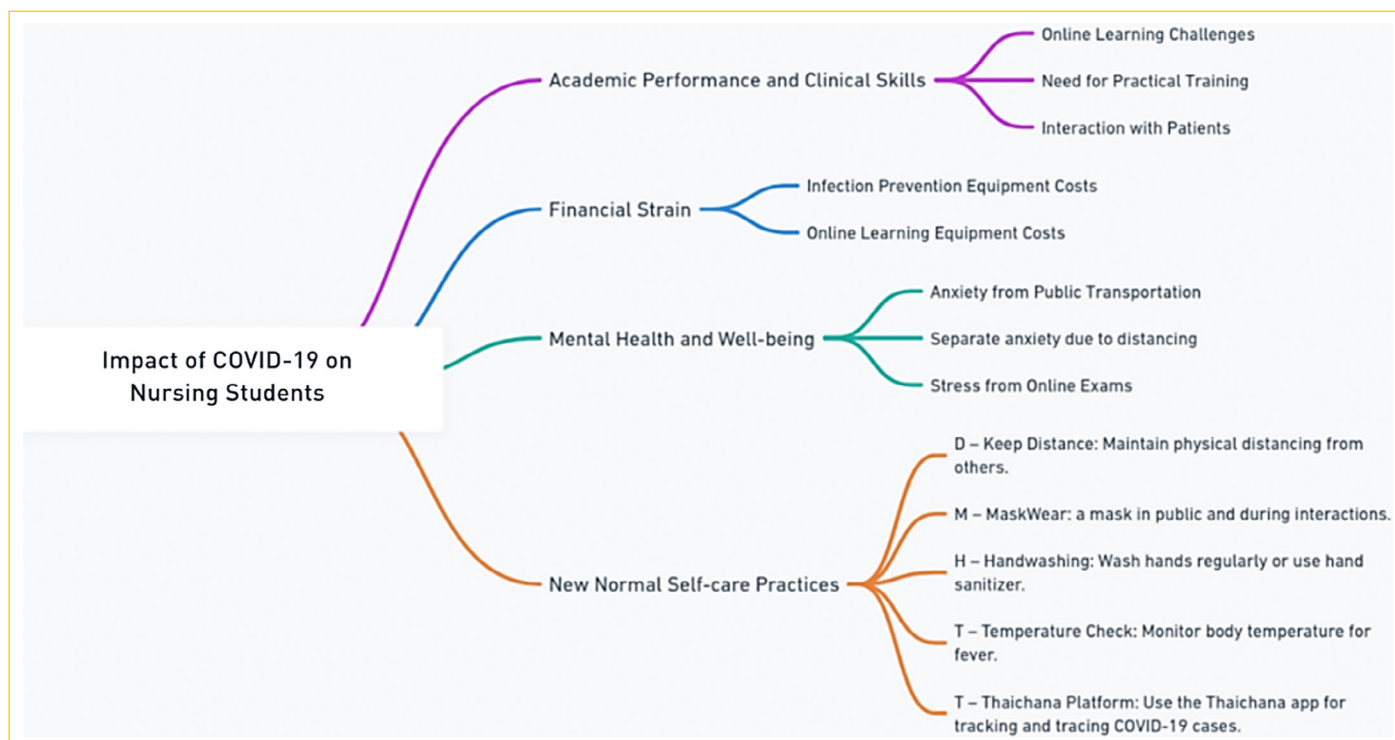 Impact of COVID-19 on
Nursing Students
Academic Performance and Clinical Skills
Online Learning Challenges
Need for Practical Training
Interaction with Patients
Financial Strain
Infection Prevention Equipment Costs
Online Learning Equipment Costs
Mental Health and Well-being
Anxiety from Public Transportation
Separate anxiety due to distancing
Stress from Online Exams
New Normal Self-care Practices
D – Keep Distance: Maintain physical distancing from
others.
M – MaskWear: a mask in public and during interactions.
H – Handwashing: Wash hands regularly or use hand
sanitizer.
T – Temperature Check: Monitor body temperature for
fever.
T – Thaichana Platform: Use the Thaichana app for
tracking and tracing COVID-19 cases.